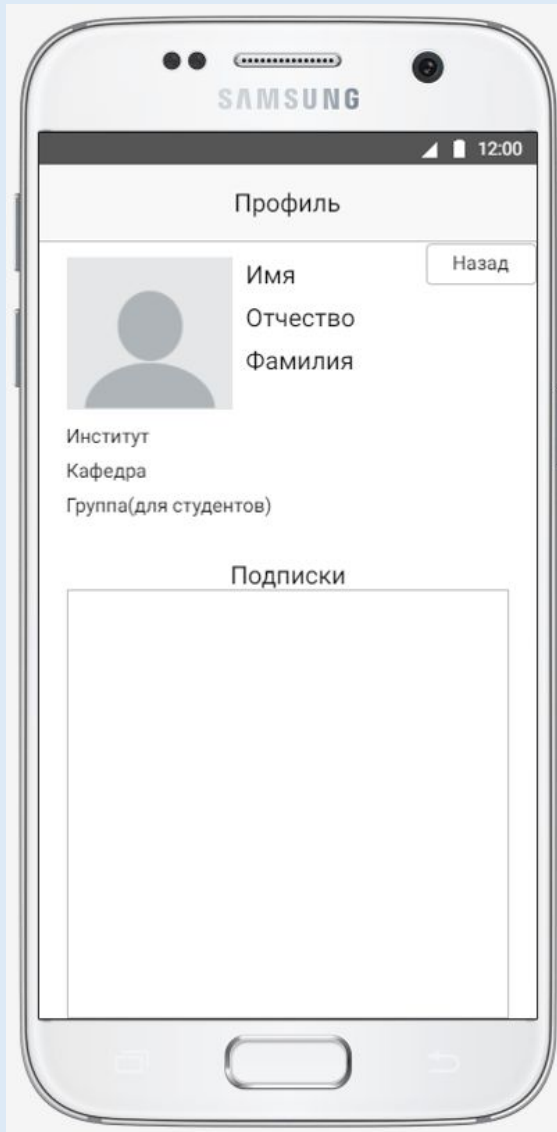 SAMSUNG
12:00
Профиль
Назад
Имя
Отчество
Фамилия
Институт
Кафедра
Группа(для студентов)
Подписки